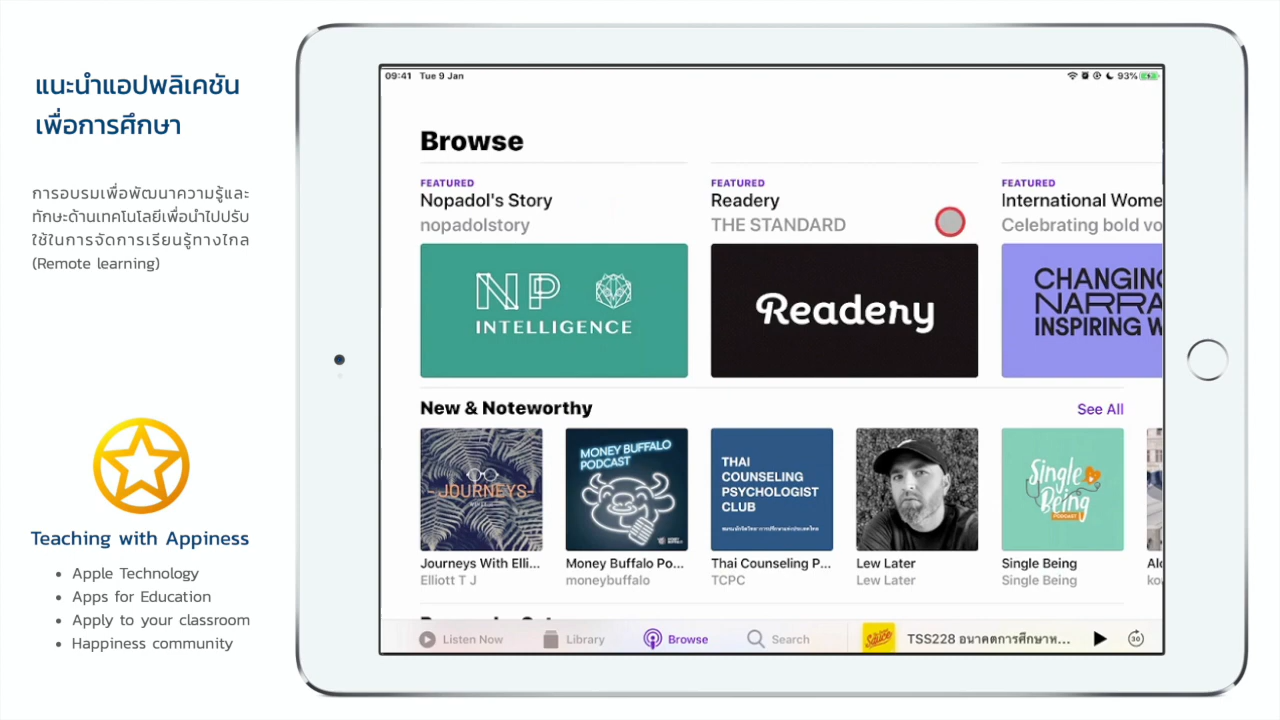 แนะนำแอปพลิเคชัน
เพื่อการศึกษา
การอบรมเพื่อพัฒนาความรู้และ
ทักษะด้านเทคโนโลยีเพื่อนำไปปรับ
ใช้ในการจัดการเรียนรู้ทางไกล
(Remote learning)
Teaching with Appiness
• Apple Technology
• Apps for Education
• Apply to your classroom
• Happiness community
09:41 Tue 9 Jan
93%
Browse
FEATURED
Nopadol's Story
nopadolstory
NP
INTELLIGENCE
FEATURED
Readery
THE STANDARD
Readery
FEATURED
International Wome
Celebrating bold vo
CHANGING
NARRA
INSPIRING W
New & Noteworthy
See All
JOURNEYS
Journeys With Elli...
Elliott T J
MONEY BUFFALO
PODCAST
Money Buffalo Po...
moneybuffalo
THAI
COUNSELING
PSYCHOLOGIST
CLUB
Thai Counseling P...
TCPC
Lew Later
Lew Later
Single
Being
PODCAST
Single Being
Single Being
Listen Now
Library
Browse
Search
Sauce
TSS228 อนาคตการศึกษาห...
30